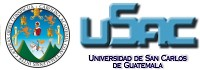 USAC
UNIVERSIDAD DE SAN CARLOS
DE GUATEMALA